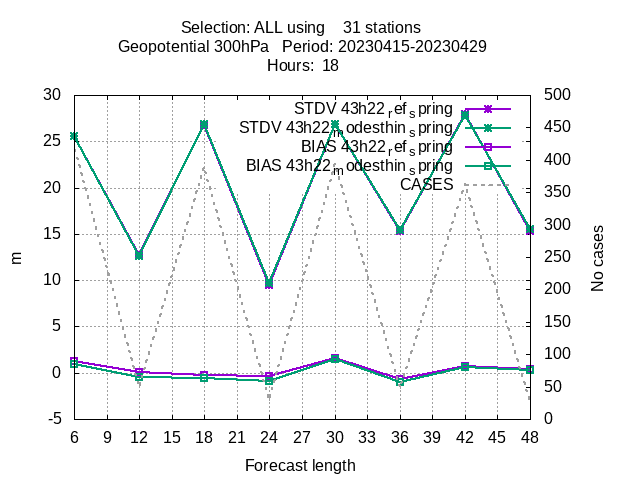 Selection: ALL using    31 stations
Geopotential 300hPa   Period: 20230415-20230429
Hours:  18
STDV 43h22_ref_spring
STDV 43h22_modesthin_spring
BIAS 43h22_ref_spring
BIAS 43h22_modesthin_spring
CASES
30
25
20
15
10
5
0
-5
m
500
450
400
350
300
250
200
150
100
50
0
No cases
6 9 12 15 18 21 24 27 30 33 36 39 42 45 48
Forecast length